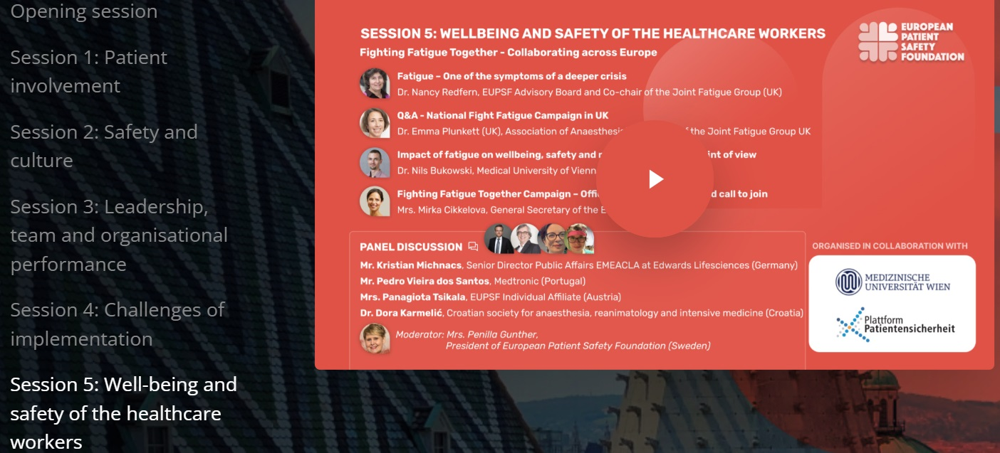 Opening session
Session 1: Patient
involvement
Session 2: Safety and
culture
Session 3: Leadership,
team and organisational
performance
Session 4: Challenges of
implementation
Session 5: Well-being and
safety of the healthcare
workers
SESSION 5: WELLBEING AND SAFETY OF THE HEALTHCARE WORKERS
Fighting Fatigue Together - Collaborating across Europe
EUROPEAN
PATIENT
SAFETY
FOUNDATION
Fatigue – One of the symptoms of a deeper crisis
Dr. Nancy Redfern, EUPSF Advisory Board and Co-chair of the Joint Fatigue Group (UK)
Q&A - National Fight Fatigue Campaign in UK
Dr. Emma Plunkett (UK), Association of of the Joint Fatigue Group UK
Impact of fatigue on wellbeing, safety and of view
Dr. Nils Bukowski, Medical University of
Fighting Fatigue Together Campaign – call to join
Mrs. Mirka Cikkelova, General Secretary of the
PANEL DISCUSSION
Mr. Kristian Michnacs, Senior Director Public Affairs EMEACLA at Edwards Lifesciences (Germany)
Mr. Pedro Vieira dos Santos, Medtronic (Portugal)
Mrs. Panagiota Tsikala, EUPSF Individual Affiliate (Austria)
Dr. Dora Karmelić, Croatian society for anaesthesia, reanimatology and intensive medicine (Croatia)
Moderator: Mrs. Penilla Gunther,
President of European Patient Safety Foundation (Sweden)
ORGANISED IN COLLABORATION WITH
MEDIZINISCHE
UNIVERSITÄT WIEN
Plattform
Patientensicherheit